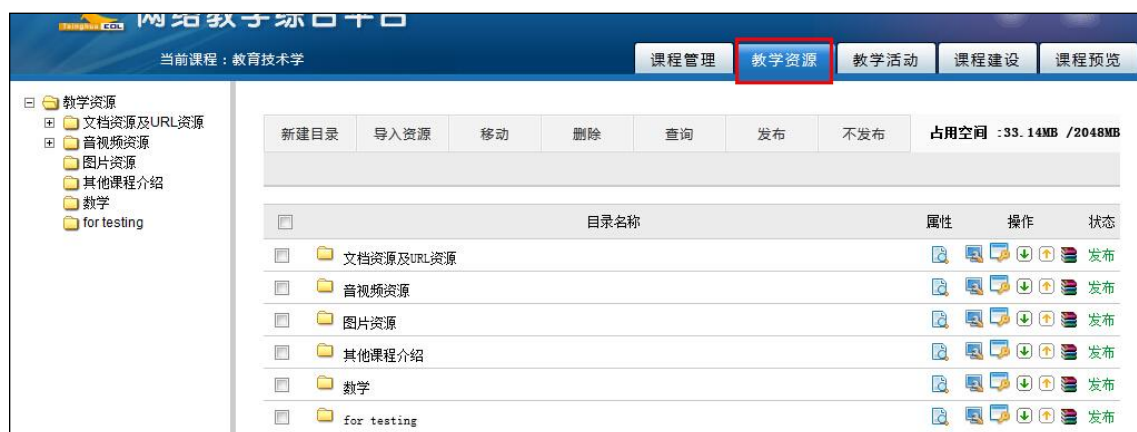 Tsinghua EOL 网络教学综合平台
当前课程：教育技术学
课程管理 教学资源 教学活动 课程建设 课程预览
教学资源
文档资源及URL资源
音视频资源
图片资源
其他课程介绍
数学
for testing
新建目录 导入资源 移动 删除 查询 发布 不发布 占用空间 :33.14MB /2048MB
目录名称 属性 操作 状态
文档资源及URL资源 发布
音视频资源 发布
图片资源 发布
其他课程介绍 发布
数学 发布
for testing 发布